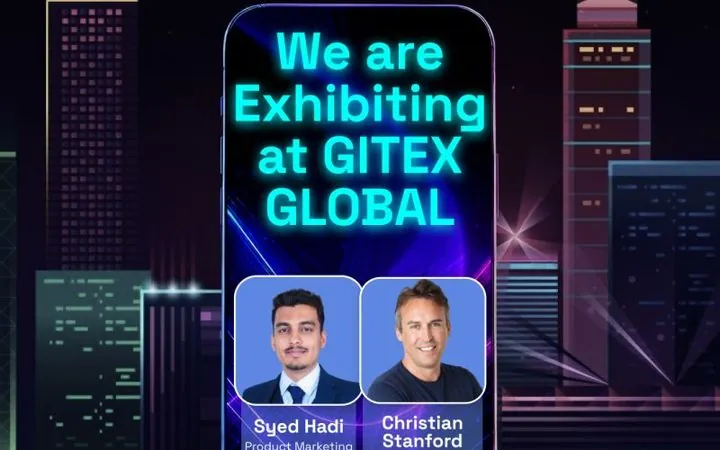 We are
Exhibiting
at GITEX
GLOBAL
Syed Hadi
Christian
Stanford
Product Marketing